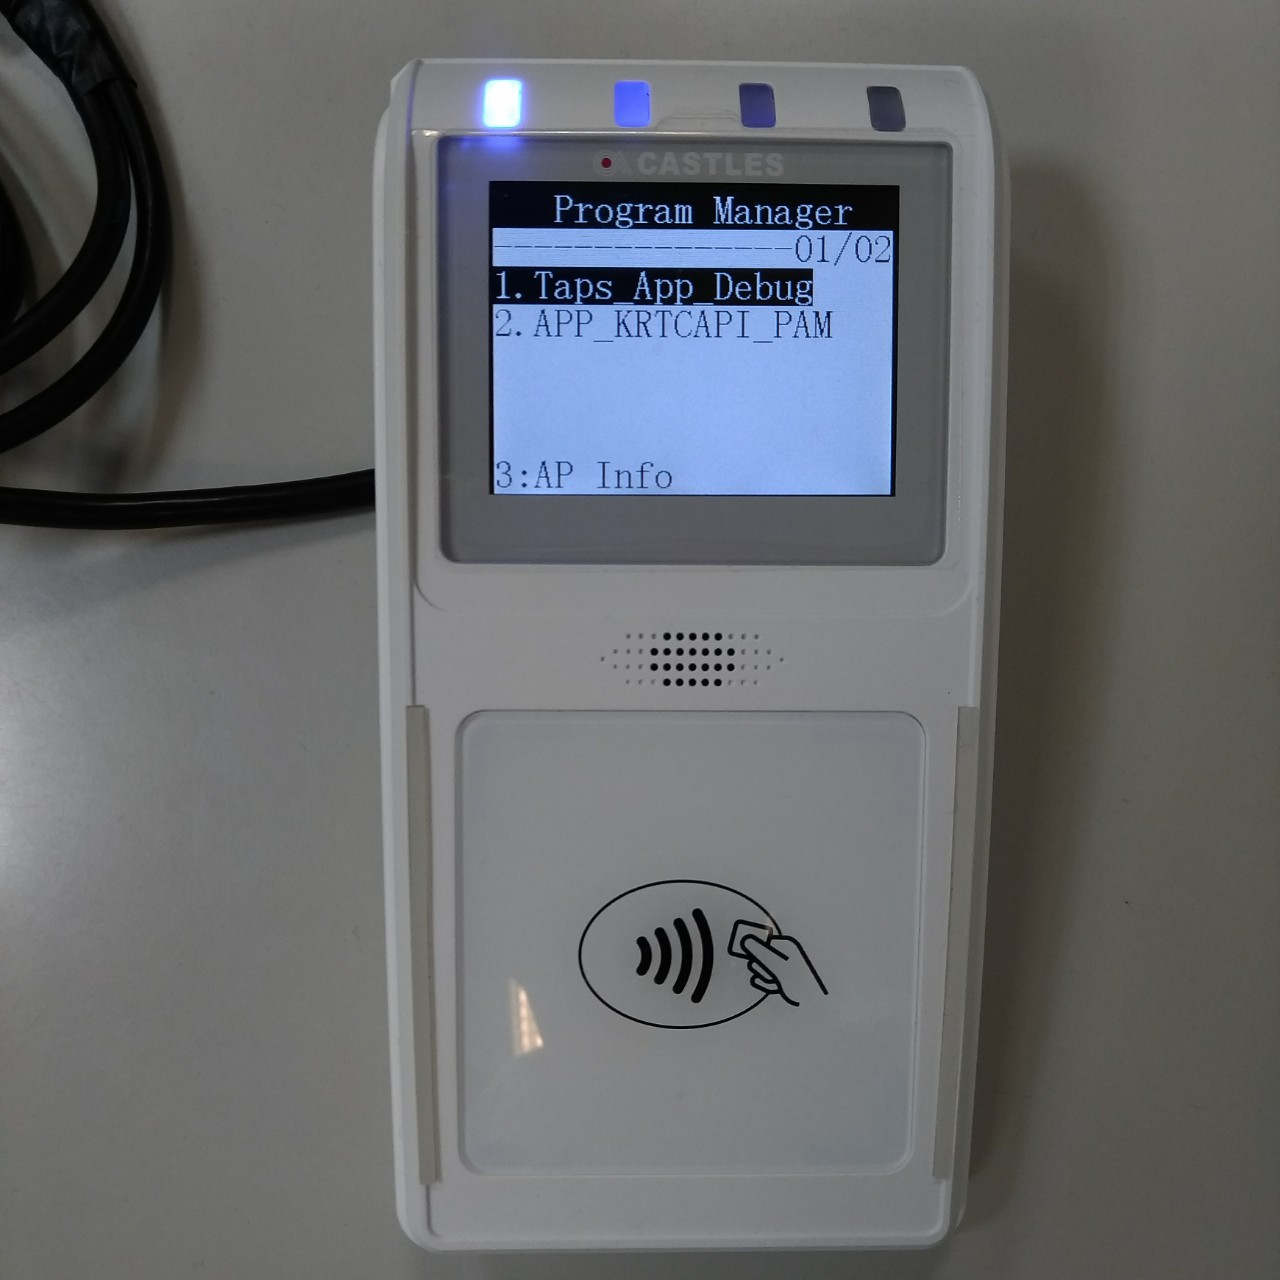 CASTLES
Program Manager
----------------01/02
1.Taps_App_Debug
2.APP_KRTCAPI_PAM
3:AP Info